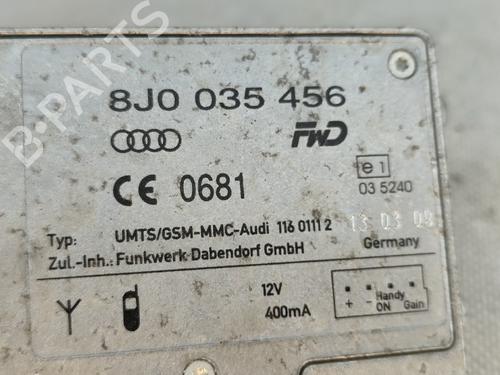 B-PARTS
8J0 035 456
FWD
CE 0681
e1
03 5240
Typ: UMTS/GSM-MMC-Audi 116 0111 2 13 03 09
Zul.-Inh.: Funkwerk Dabendorf GmbH Germany
12V
400mA
+ - Handy Gain
ON